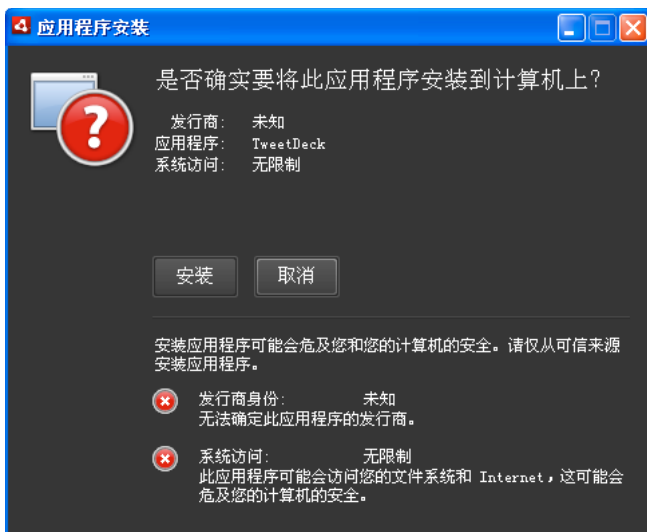 应用程序安装
是否确实要将此应用程序安装到计算机上?
发行商: 未知
应用程序: TweetDeck
系统访问: 无限制
安装 取消
安装应用程序可能会危及您和您的计算机的安全。请仅从可信来源
安装应用程序。
发行商身份: 未知
无法确定此应用程序的发行商。
系统访问: 无限制
此应用程序可能会访问您的文件系统和 Internet,这可能会
危及您的计算机的安全。